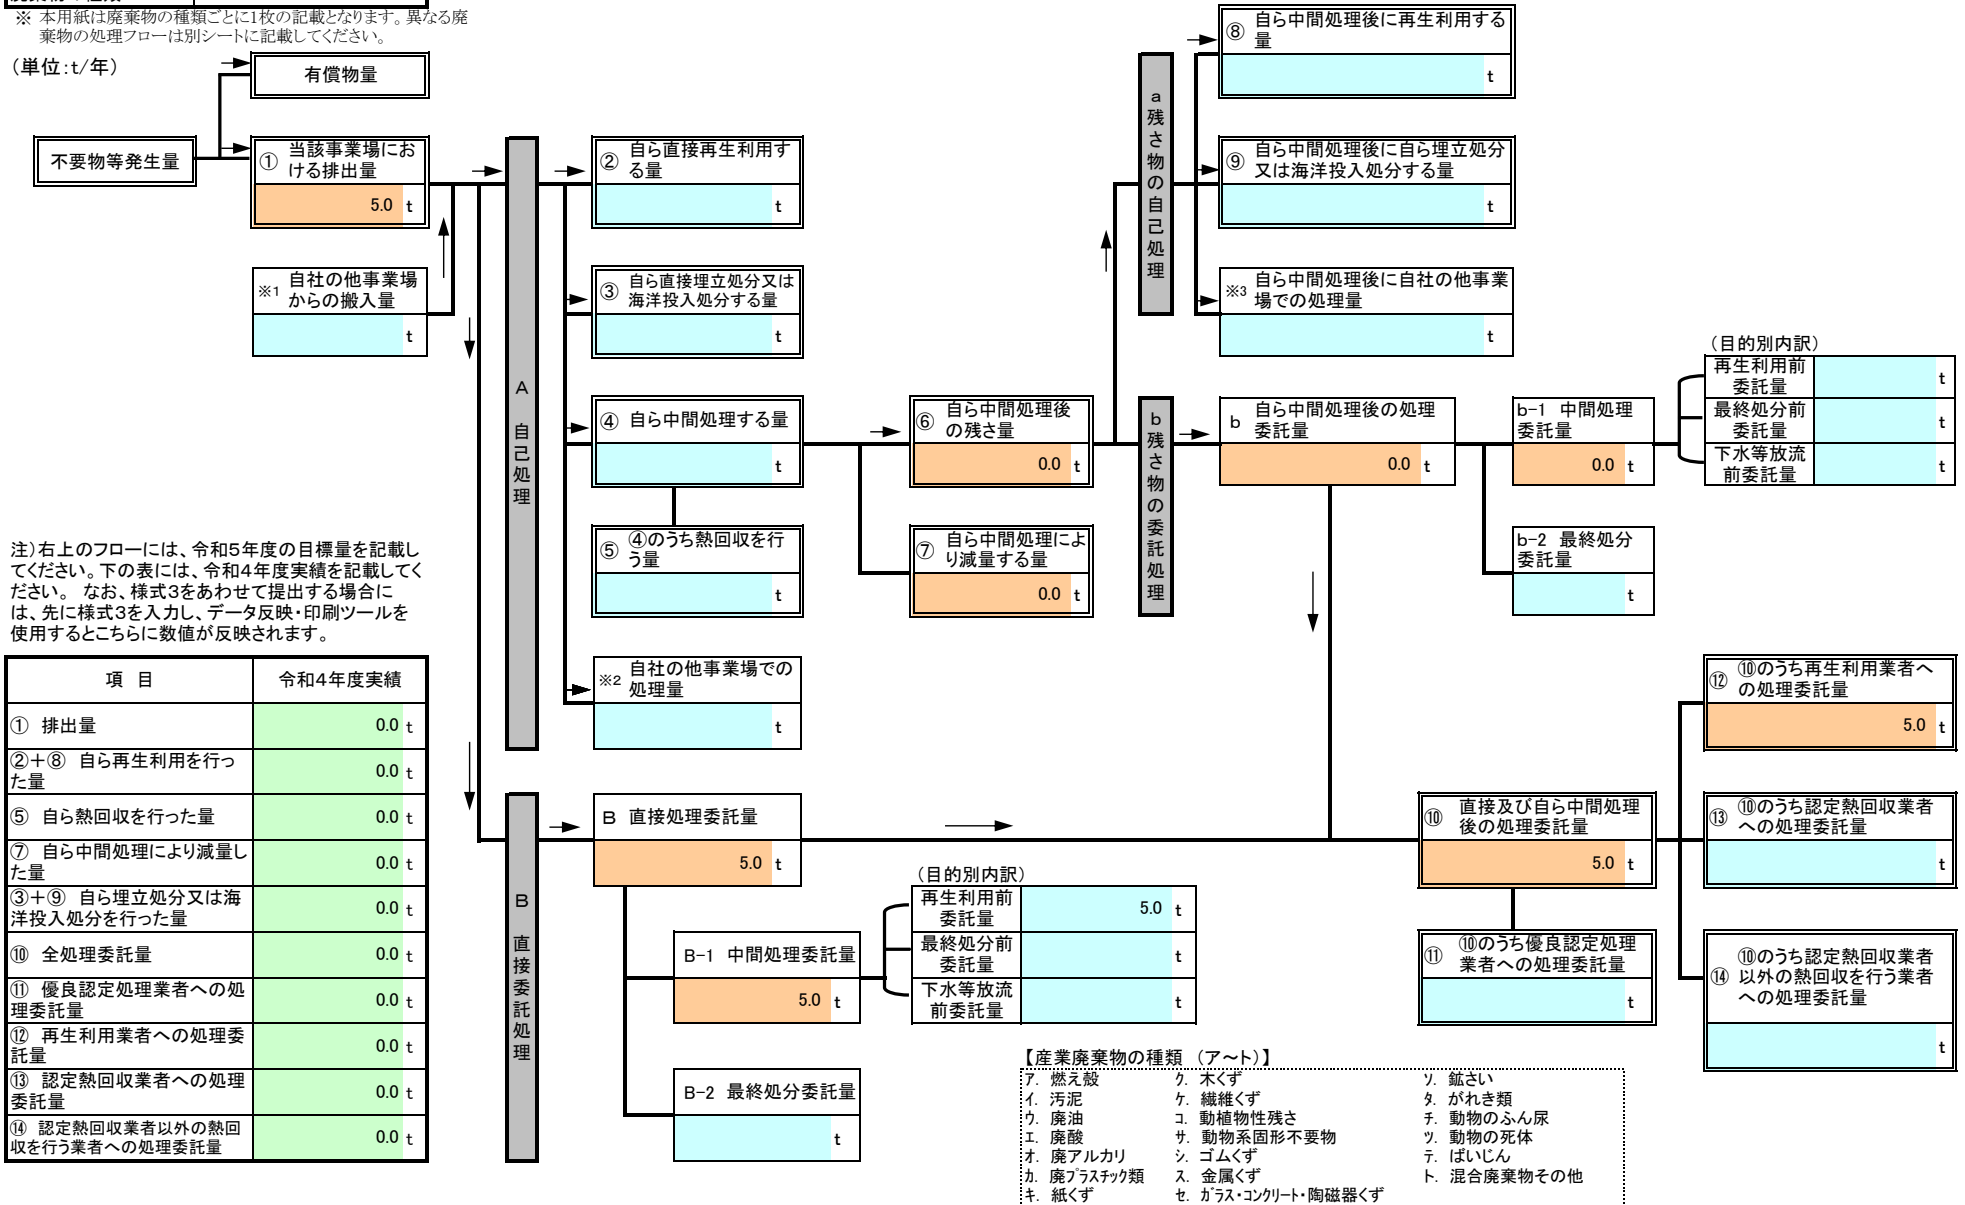 ※ 本用紙は廃棄物の種類ごとに1枚の記載となります。異なる廃
棄物の処理フローは別シートに記載してください。
(単位:t/年)
有償物量
不要物等発生量
① 当該事業場にお
ける排出量
5.0 t
※1 自社の他事業場
からの搬入量
t
A 自己処理
② 自ら直接再生利用す
る量
t
③ 自ら直接埋立処分又は
海洋投入処分する量
t
④ 自ら中間処理する量
t
⑤ ④のうち熱回収を行
う量
t
※2 自社の他事業場での
処理量
t
⑥ 自ら中間処理後
の残さ量
0.0 t
⑦ 自ら中間処理によ
り減量する量
0.0 t
a 残さ物の自己処理
⑧ 自ら中間処理後に再生利用する
量
t
⑨ 自ら中間処理後に自ら埋立処分
又は海洋投入処分する量
t
※3 自ら中間処理後に自社の他事業
場での処理量
t
b 残さ物の委託処理
b 自ら中間処理後の処理
委託量
0.0 t
b-1 中間処理
委託量
0.0 t
b-2 最終処分
委託量
t
(目的別内訳)
再生利用前
委託量
t
最終処分前
委託量
t
下水等放流
前委託量
t
注)右上のフローには、令和5年度の目標量を記載し
てください。下の表には、令和4年度実績を記載してく
ださい。 なお、様式3をあわせて提出する場合に
は、先に様式3を入力し、データ反映・印刷ツールを
使用するとこちらに数値が反映されます。
項 目 令和4年度実績
① 排出量 0.0 t
②+⑧ 自ら再生利用を行っ
た量 0.0 t
⑤ 自ら熱回収を行った量 0.0 t
⑦ 自ら中間処理により減量し
た量 0.0 t
③+⑨ 自ら埋立処分又は海
洋投入処分を行った量 0.0 t
⑩ 全処理委託量 0.0 t
⑪ 優良認定処理業者への処
理委託量 0.0 t
⑫ 再生利用業者への処理委
託量 0.0 t
⑬ 認定熱回収業者への処理
委託量 0.0 t
⑭ 認定熱回収業者以外の熱回
収を行う業者への処理委託量 0.0 t
B 直接委託処理
B 直接処理委託量
5.0 t
B-1 中間処理委託量
5.0 t
B-2 最終処分委託量
t
(目的別内訳)
再生利用前
委託量
5.0 t
最終処分前
委託量
t
下水等放流
前委託量
t
⑩ 直接及び自ら中間処理
後の処理委託量
5.0 t
⑪ ⑩のうち優良認定処理
業者への処理委託量
t
⑫ ⑩のうち再生利用業者へ
の処理委託量
5.0 t
⑬ ⑩のうち認定熱回収業者
への処理委託量
t
⑭ ⑩のうち認定熱回収業者
以外の熱回収を行う業者
への処理委託量
t
【産業廃棄物の種類 (ア~ト)】
ア. 燃え殻 ク. 木くず ソ. 鉱さい
イ. 汚泥 ケ. 繊維くず タ. がれき類
ウ. 廃油 コ. 動植物性残さ チ. 動物のふん尿
エ. 廃酸 サ. 動物系固形不要物 ツ. 動物の死体
オ. 廃アルカリ シ. ゴムくず テ. ばいじん
カ. 廃プラスチック類 ス. 金属くず ト. 混合廃棄物その他
キ. 紙くず セ. ガラス・コンクリート・陶磁器くず